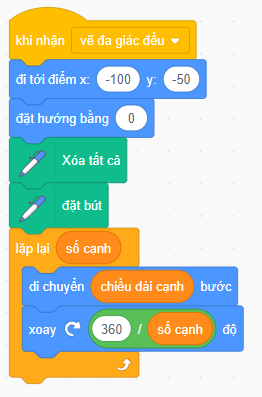 khi nhận vẽ đa giác đều
đi tới điểm x: -100 y: -50
đặt hướng bằng 0
Xóa tất cả
đặt bút
lặp lại số cạnh
di chuyển chiều dài cạnh bước
xoay 360 / số cạnh độ